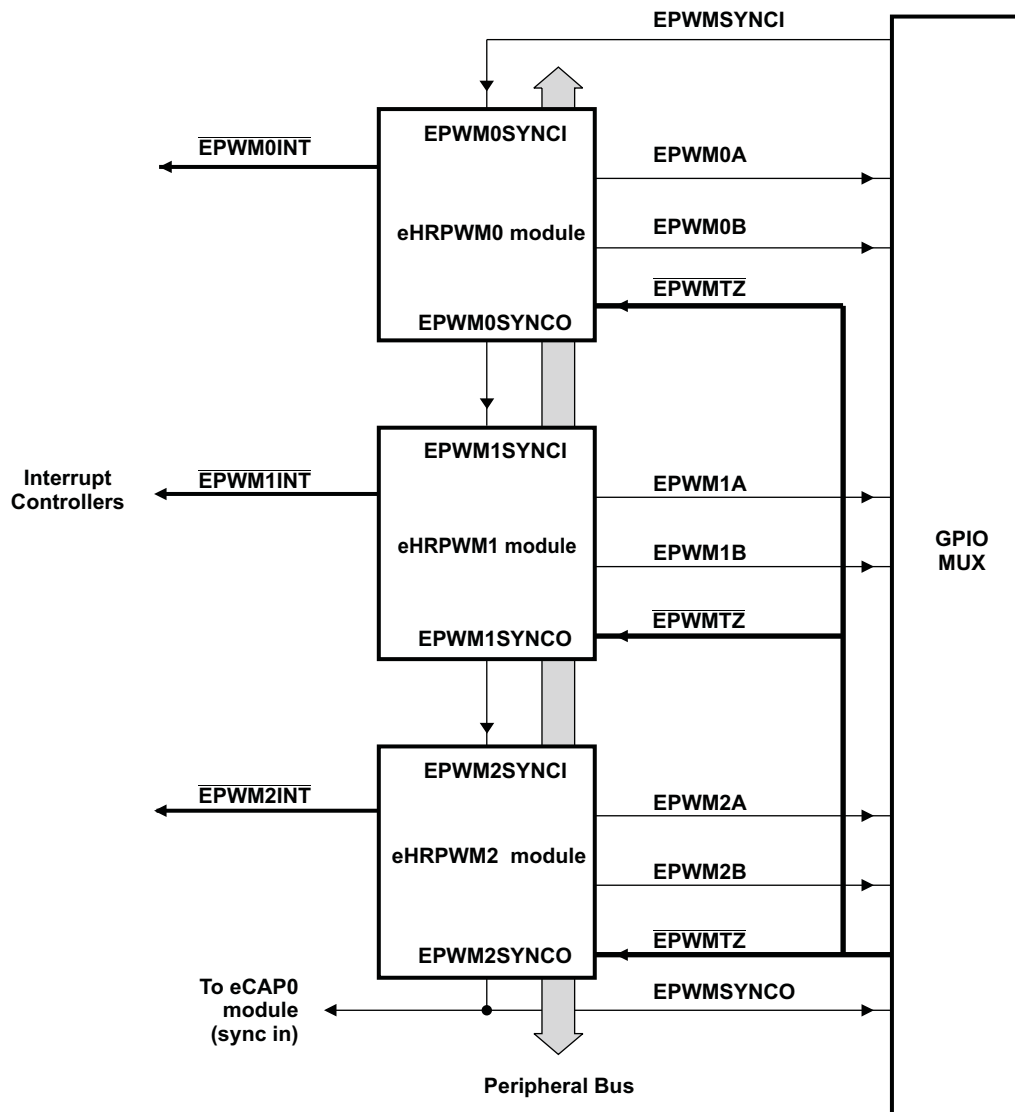 EPWMSYNCI
EPWM0SYNCI
EPWM0INT
EPWM0A
EPWM0B
eHRPWM0 module
EPWMTZ
EPWM0SYNCO
EPWM1SYNCI
Interrupt
Controllers
EPWM1INT
EPWM1A
eHRPWM1 module
EPWM1B
GPIO
MUX
EPWMTZ
EPWM1SYNCO
EPWM2SYNCI
EPWM2INT
EPWM2A
eHRPWM2 module
EPWM2B
EPWMTZ
EPWM2SYNCO
To eCAP0
module
(sync in)
EPWMSYNCO
Peripheral Bus